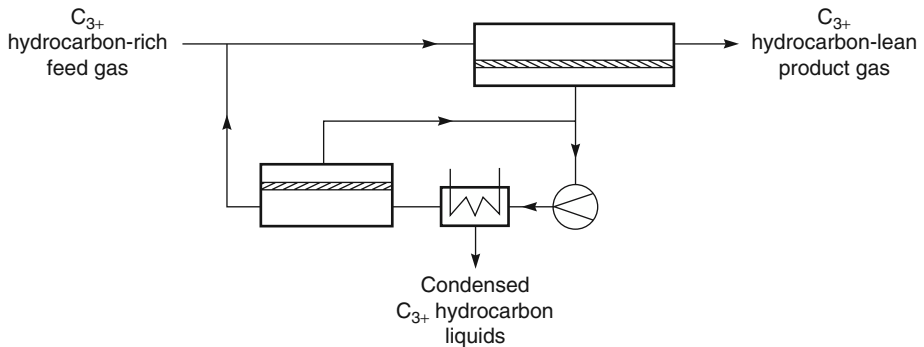 C₃₊
hydrocarbon-rich
feed gas
C₃₊
hydrocarbon-lean
product gas
Condensed
C₃₊ hydrocarbon
liquids